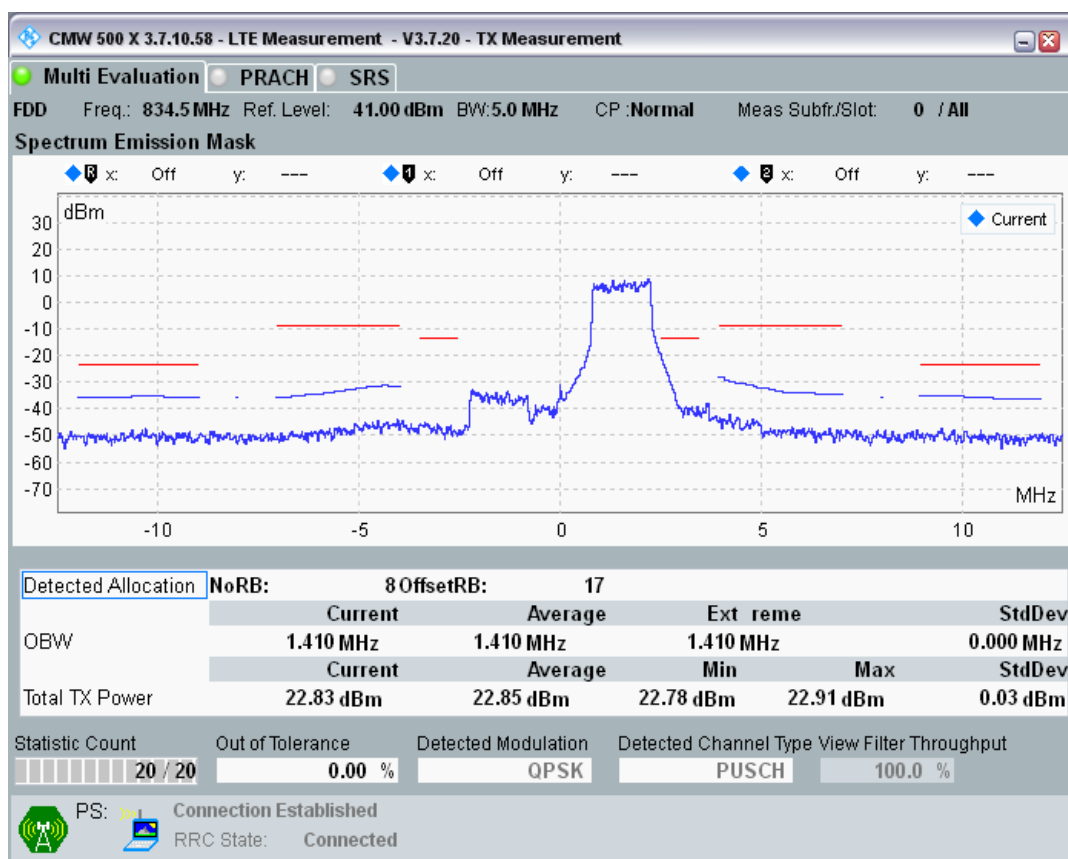 CMW 500 X 3.7.10.58 - LTE Measurement - V3.7.20 - TX Measurement
Multi Evaluation PRACH SRS
FDD Freq.: 834.5 MHz Ref. Level: 41.00 dBm BW:5.0 MHz CP :Normal Meas Subfr./Slot: 0 / All
Spectrum Emission Mask
R x: Off y: --- 1 x: Off y: --- 2 x: Off y: ---
dBm
Current
30
20
10
0
-10
-20
-30
-40
-50
-60
-70
MHz
-10 -5 0 5 10
Detected Allocation NoRB: 8 OffsetRB: 17
Current Average Ext reme StdDev
OBW 1.410 MHz 1.410 MHz 1.410 MHz 0.000 MHz
Current Average Min Max StdDev
Total TX Power 22.83 dBm 22.85 dBm 22.78 dBm 22.91 dBm 0.03 dBm
Statistic Count Out of Tolerance Detected Modulation Detected Channel Type View Filter Throughput
20 / 20 0.00 % QPSK PUSCH 100.0 %
PS: Connection Established
RRC State: Connected